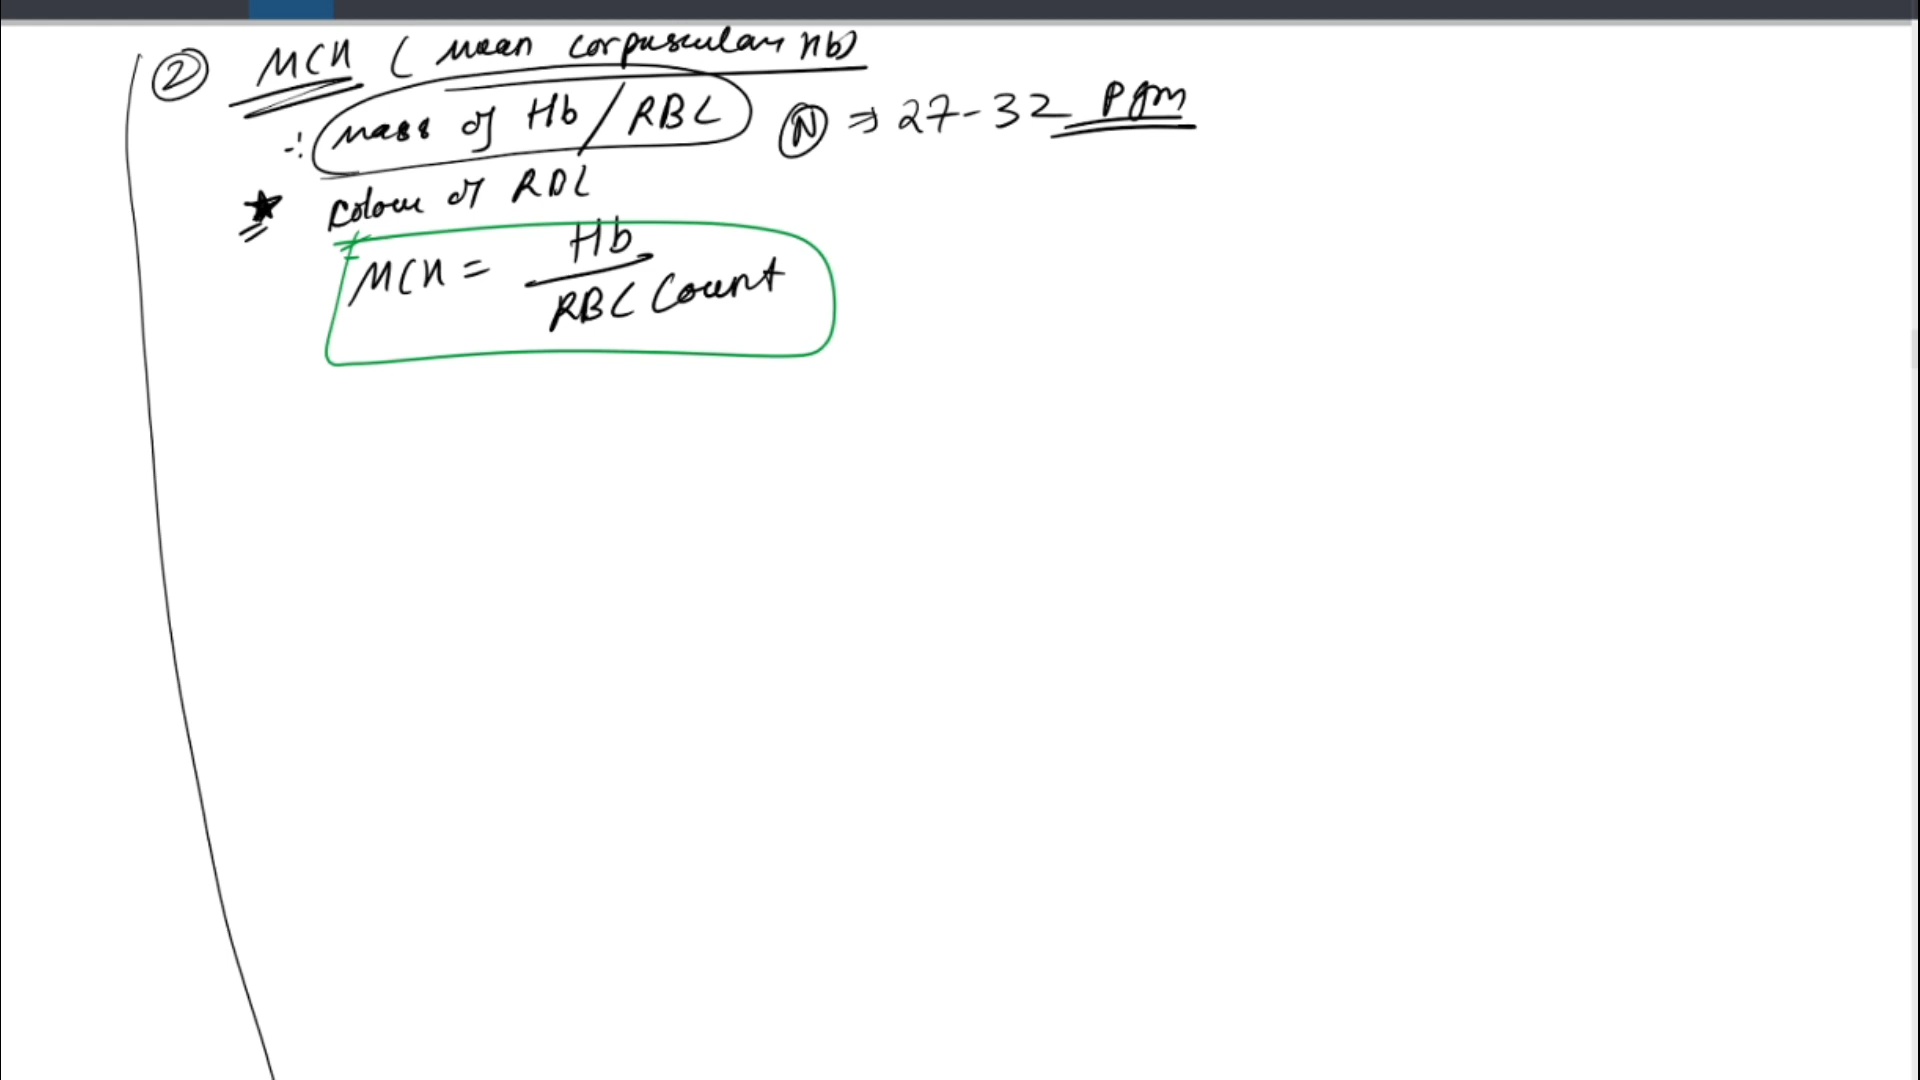 ② MCH ( Mean corpuscular Hb)
∴ Mass of Hb/RBC Ⓝ ⇒ 27-32 pgm
★ colour of RBC
MCH = Hb / RBC Count